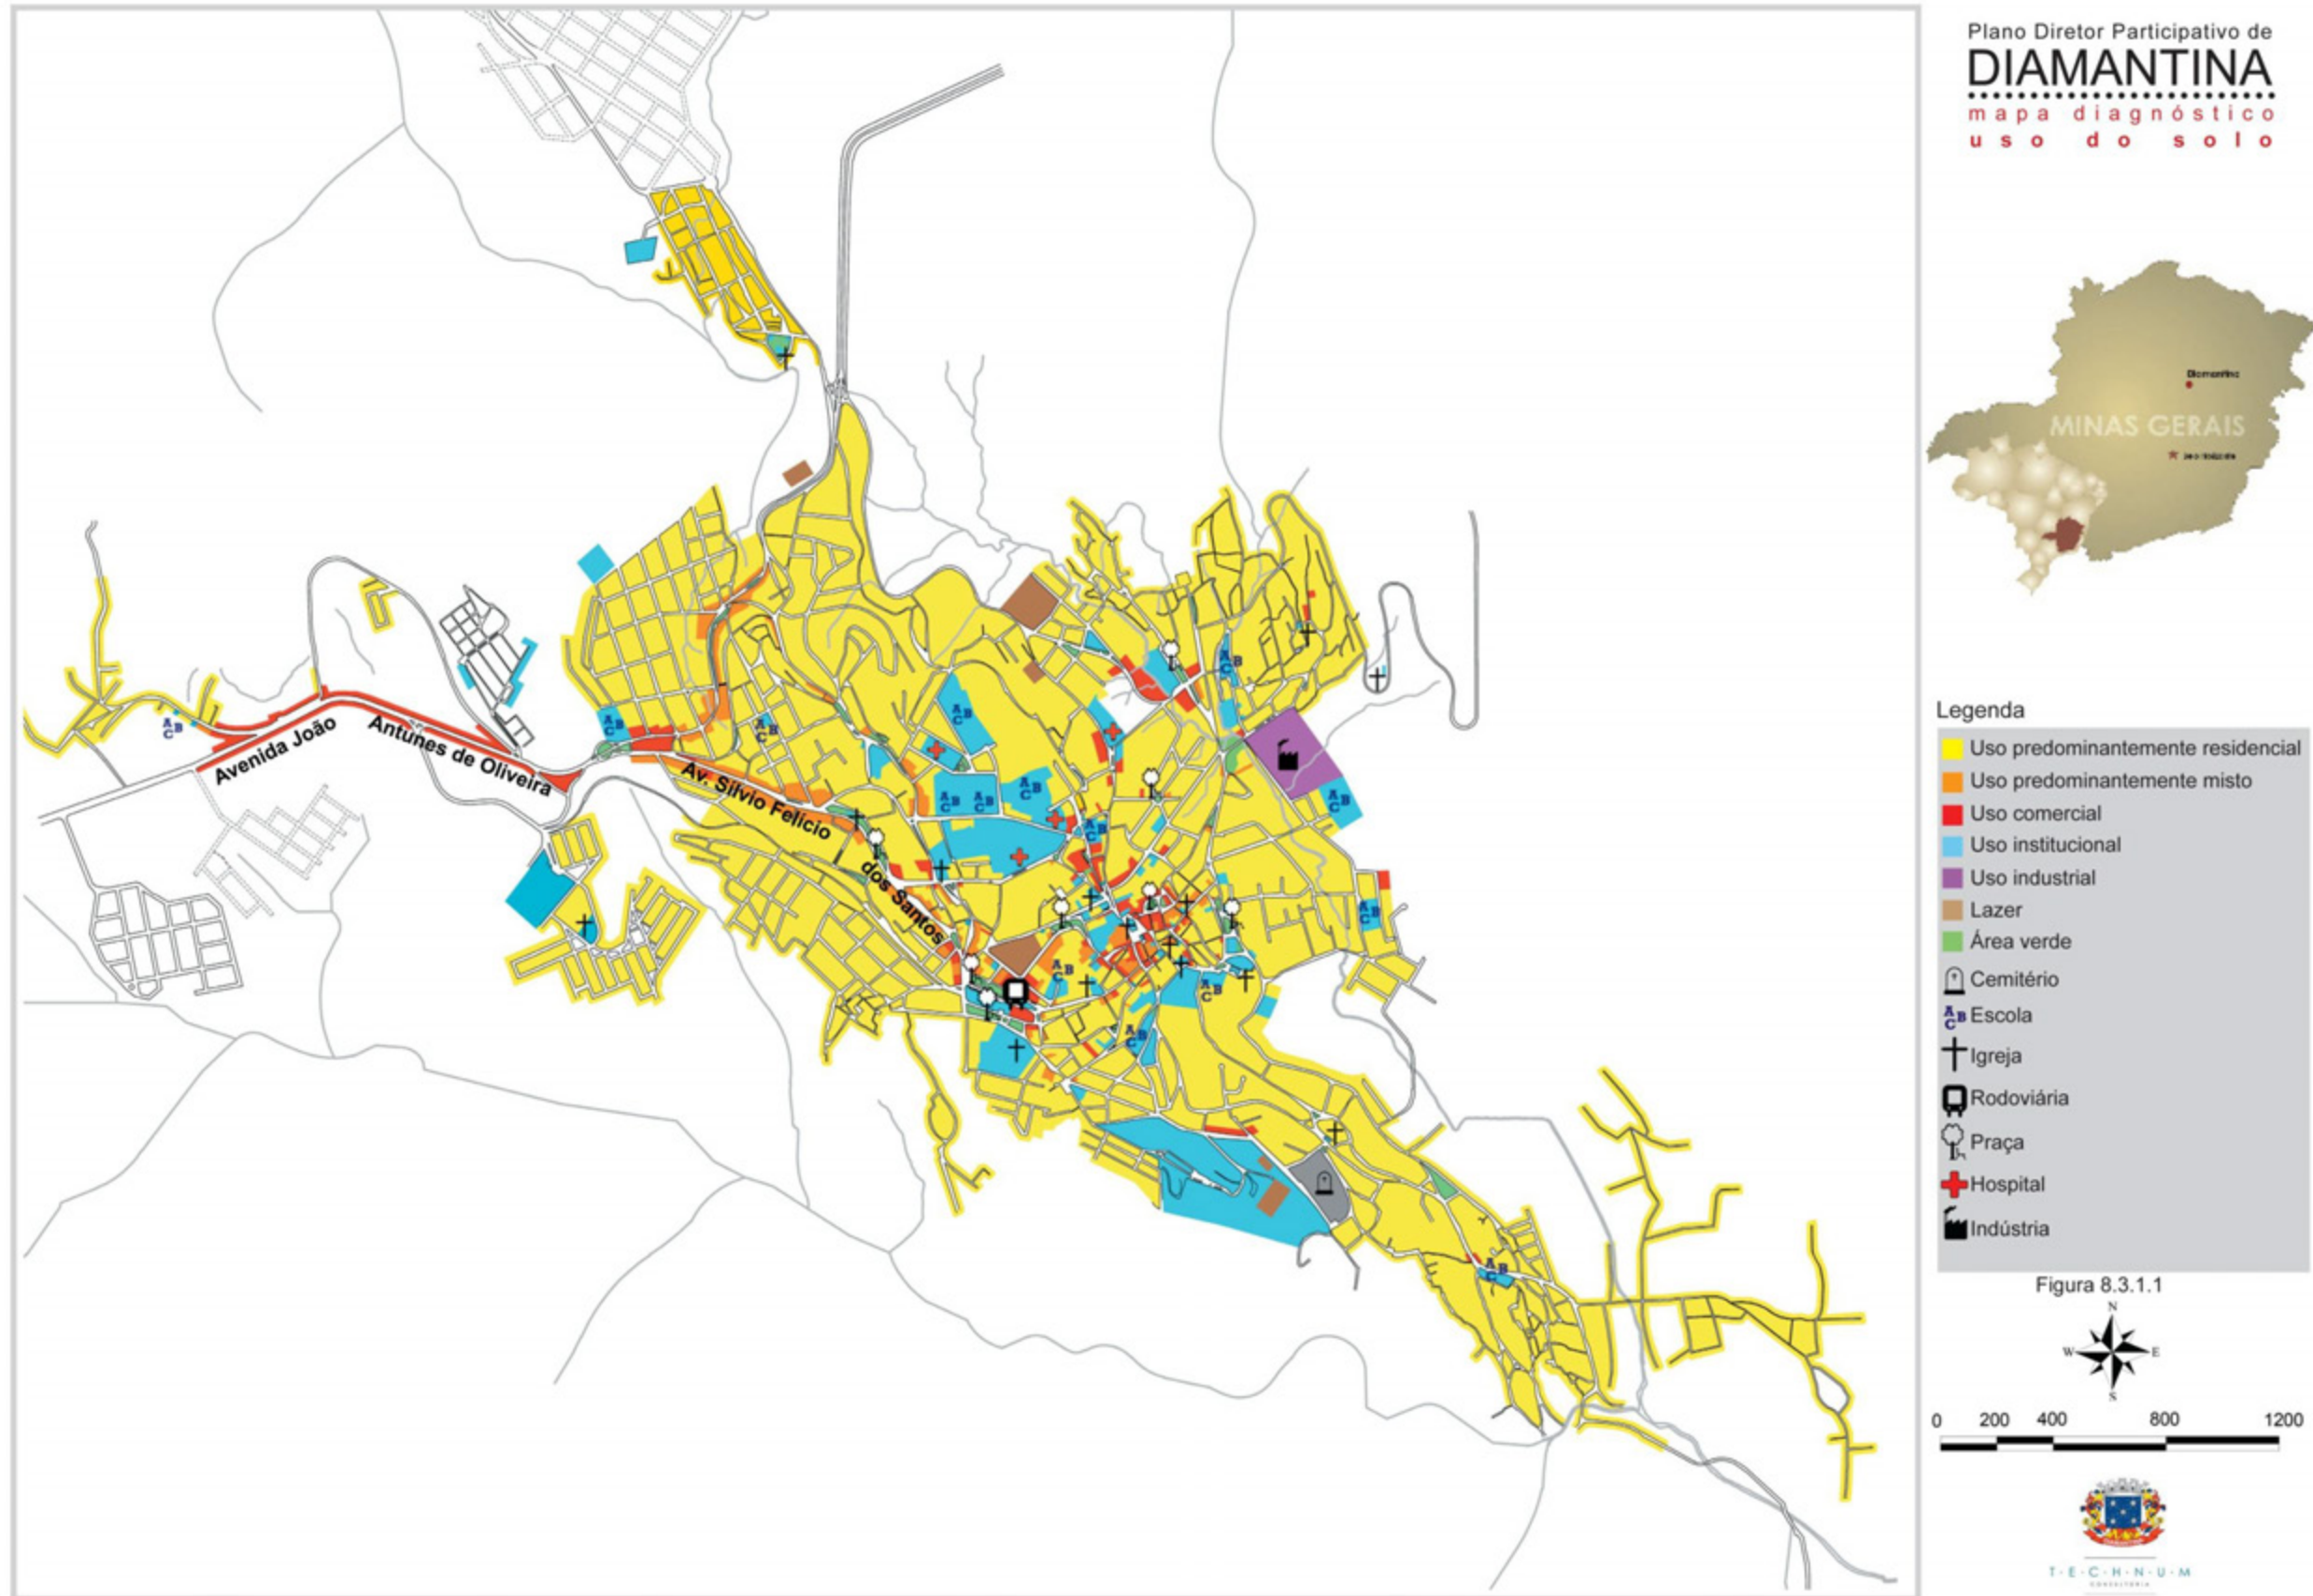 Plano Diretor Participativo de
DIAMANTINA
mapa diagnóstico
uso do solo
Diamantina
MINAS GERAIS
Avenida João
Antunes de Oliveira
Av. Sílvio Felício
dos Santos
Legenda
Uso predominantemente residencial
Uso predominantemente misto
Uso comercial
Uso institucional
Uso industrial
Lazer
Área verde
Cemitério
A B C Escola
Igreja
Rodoviária
Praça
Hospital
Indústria
Figura 8.3.1.1
N
W E
S
0 200 400 800 1200
T·E·C·H·N·U·M
CONSULTORIA